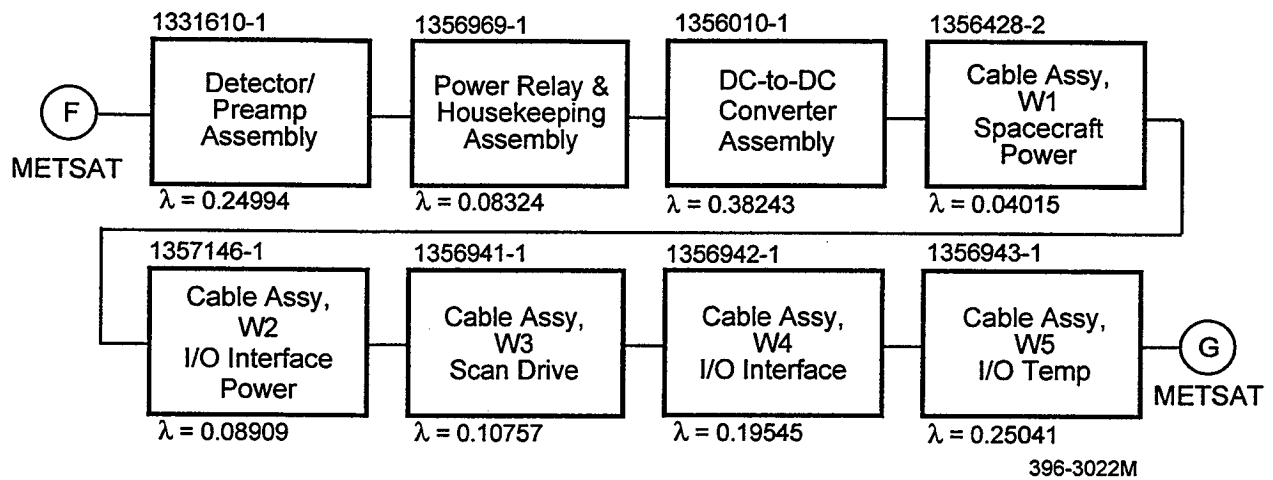 1331610-1
Detector/
Preamp
Assembly
λ = 0.24994
1356969-1
Power Relay &
Housekeeping
Assembly
λ = 0.08324
1356010-1
DC-to-DC
Converter
Assembly
λ = 0.38243
1356428-2
Cable Assy,
W1
Spacecraft
Power
λ = 0.04015
F
METSAT
1357146-1
Cable Assy,
W2
I/O Interface
Power
λ = 0.08909
1356941-1
Cable Assy,
W3
Scan Drive
λ = 0.10757
1356942-1
Cable Assy,
W4
I/O Interface
λ = 0.19545
1356943-1
Cable Assy,
W5
I/O Temp
λ = 0.25041
G
METSAT
396-3022M